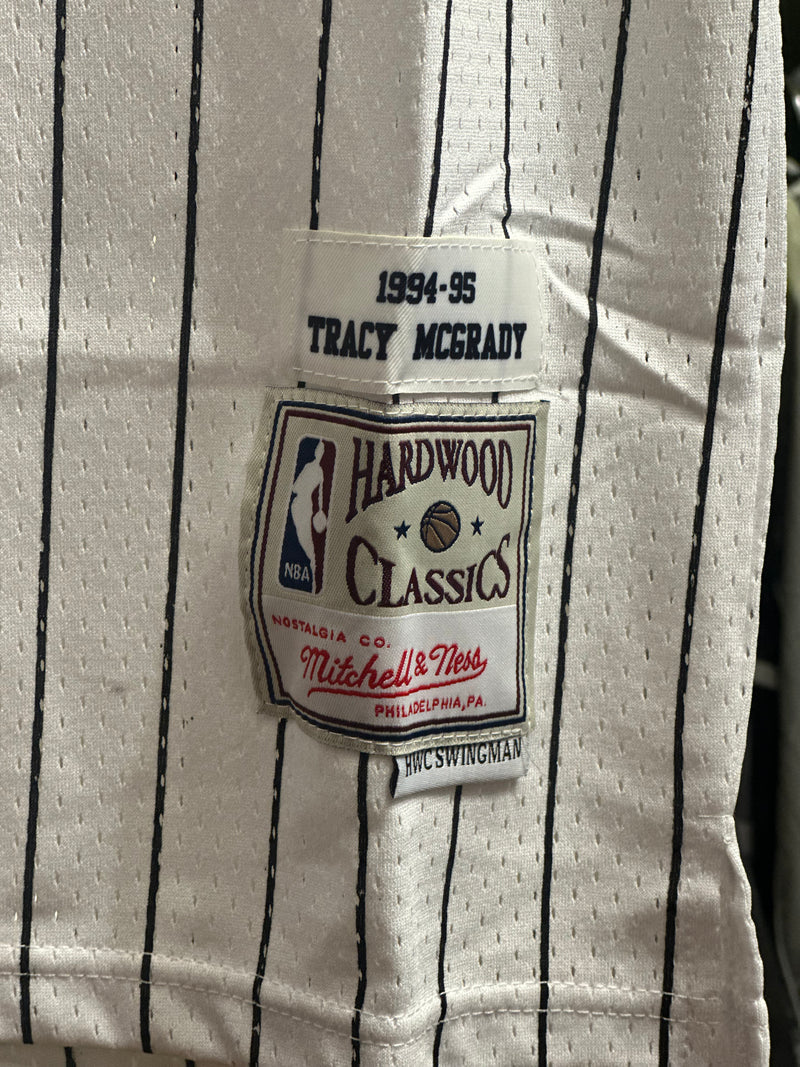 1994-95
TRACY MCGRADY
HARDWOOD
CLASSICS
NBA
NOSTALGIA CO.
Mitchell & Ness
PHILADELPHIA, PA.
HWC SWINGMAN